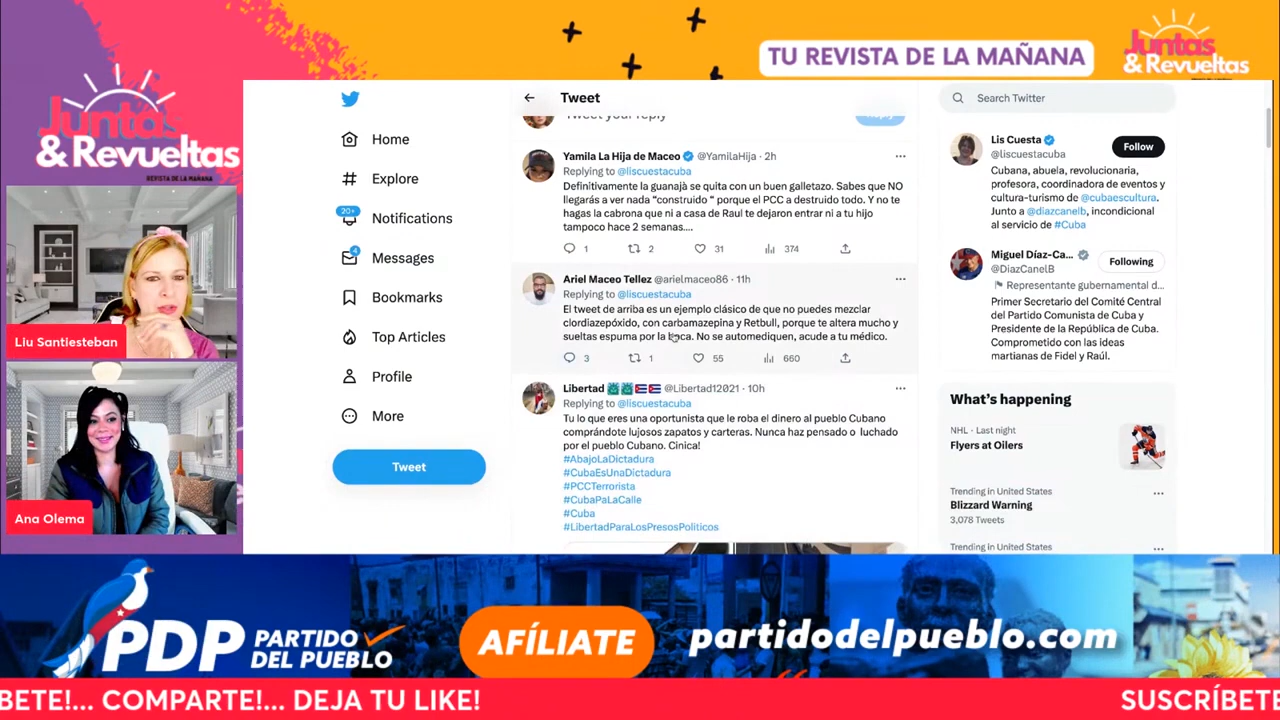 Juntas
& Revueltas
REVISTA DE LA MAÑANA
Liu Santiesteban
Ana Olema
TU REVISTA DE LA MAÑANA
Juntas
& Revueltas
Home
Explore
20+
Notifications
4
Messages
Bookmarks
Top Articles
Profile
More
Tweet
Tweet
Tweet your reply
Reply
Yamila La Hija de Maceo @YamilaHija · 2h
Replying to @liscuestacuba
Definitivamente la guanajà se quita con un buen galletazo. Sabes que NO
llegarás a ver nada "construido " porque el PCC a destruido todo. Y no te
hagas la cabrona que ni a casa de Raul te dejaron entrar ni a tu hijo
tampoco hace 2 semanas....
1 2 31 374
Ariel Maceo Tellez @arielmaceo86 · 11h
Replying to @liscuestacuba
El tweet de arriba es un ejemplo clásico de que no puedes mezclar
clordiazepóxido, con carbamazepina y Retbull, porque te altera mucho y
sueltas espuma por la boca. No se automediquen, acude a tu médico.
3 1 55 660
Libertad @Libertad12021 · 10h
Replying to @liscuestacuba
Tu lo que eres una oportunista que le roba el dinero al pueblo Cubano
comprándote lujosos zapatos y carteras. Nunca haz pensado o luchado
por el pueblo Cubano. Cinica!
#AbajoLaDictadura
#CubaEsUnaDictadura
#PCCTerrorista
#CubaPaLaCalle
#Cuba
#LibertadParaLosPresosPoliticos
Search Twitter
Lis Cuesta
@liscuestacuba
Follow
Cubana, abuela, revolucionaria,
profesora, coordinadora de eventos y
cultura-turismo de @cubaescultura.
Junto a @diazcanelb, incondicional
al servicio de #Cuba
Miguel Díaz-Ca...
@DiazCanelB
Following
Representante gubernamental d...
Primer Secretario del Comité Central
del Partido Comunista de Cuba y
Presidente de la República de Cuba.
Comprometido con las ideas
martianas de Fidel y Raúl.
What's happening
NHL · Last night
Flyers at Oilers
Trending in United States
Blizzard Warning
3,078 Tweets
Trending in United States
PDP PARTIDO
DEL PUEBLO
AFÍLIATE
partidodelpueblo.com
BETE!... COMPARTE!... DEJA TU LIKE!
SUSCRÍBETE